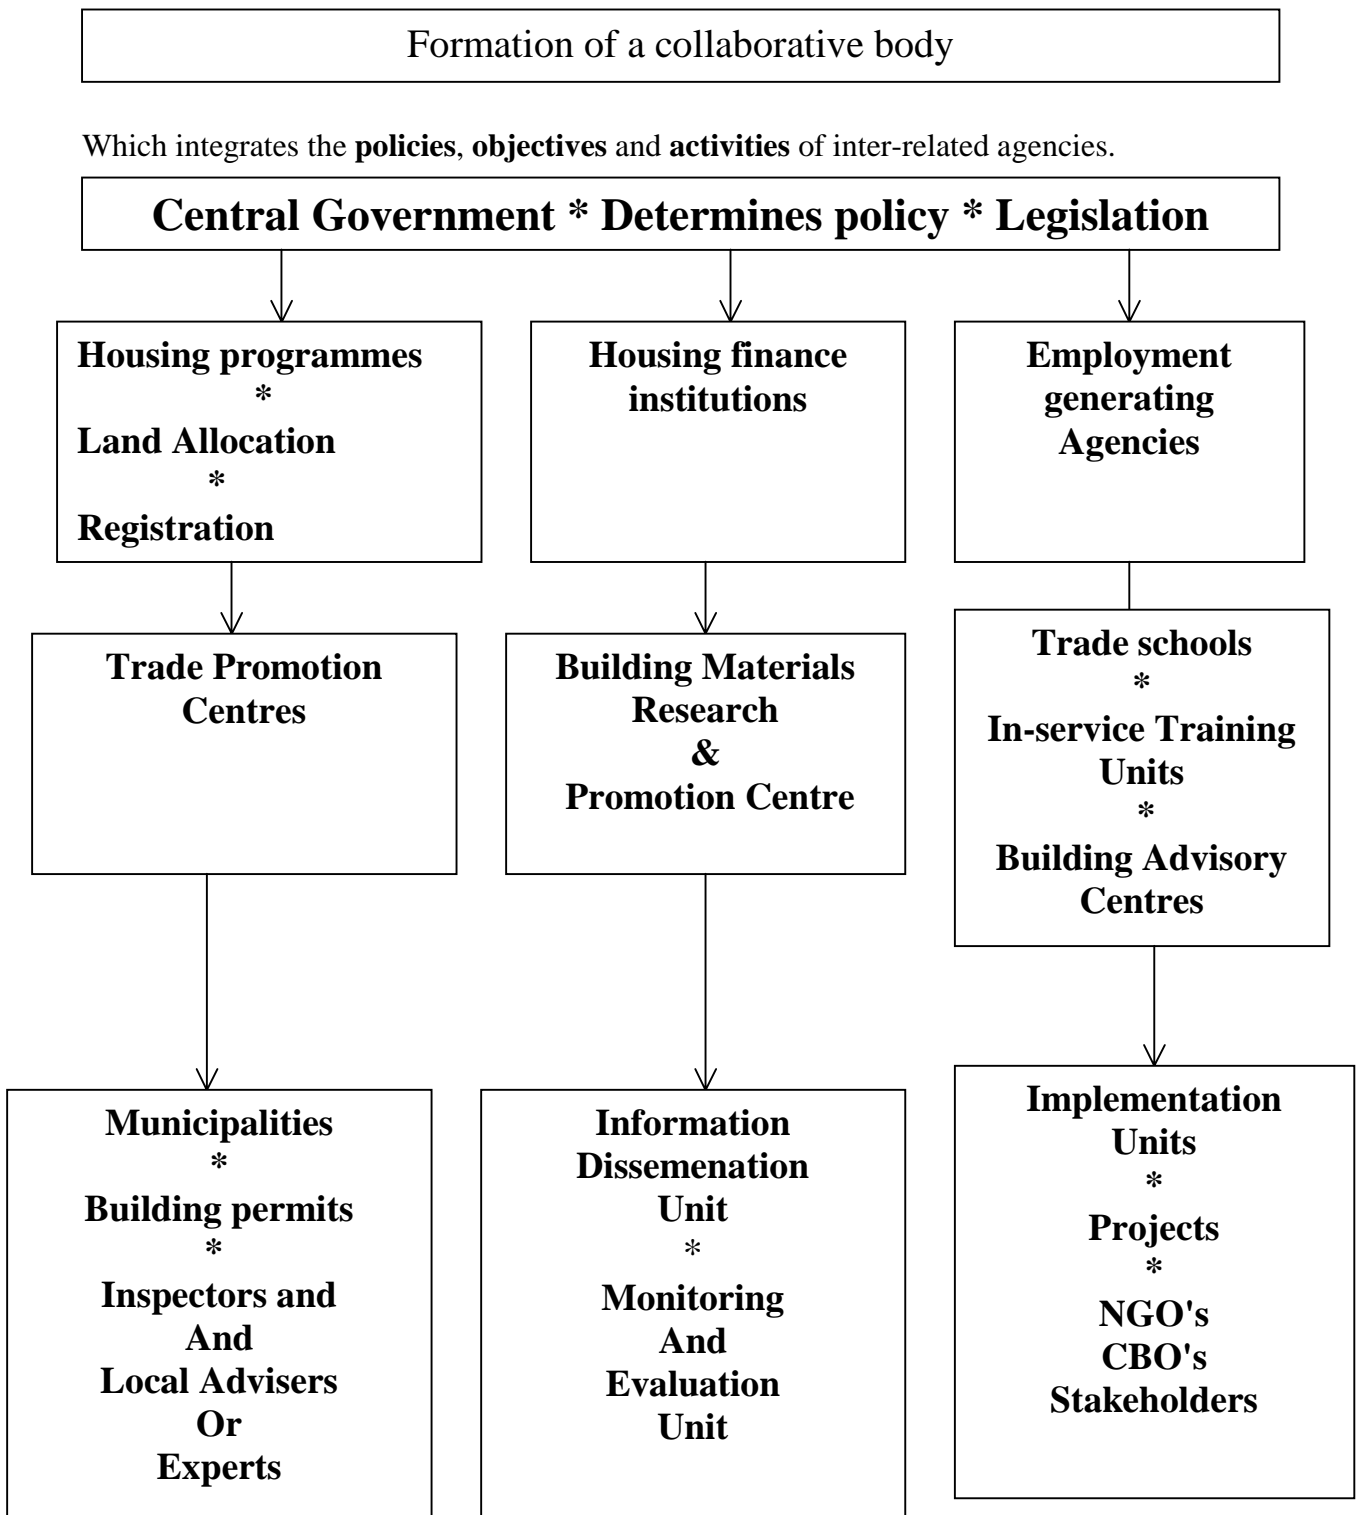 Formation of a collaborative body
Which integrates the policies, objectives and activities of inter-related agencies.
Central Government * Determines policy * Legislation
Housing programmes
*
Land Allocation
*
Registration
Housing finance
institutions
Employment
generating
Agencies
Trade Promotion
Centres
Building Materials
Research
&
Promotion Centre
Trade schools
*
In-service Training
Units
*
Building Advisory
Centres
Municipalities
*
Building permits
*
Inspectors and
And
Local Advisers
Or
Experts
Information
Dissemenation
Unit
*
Monitoring
And
Evaluation
Unit
Implementation
Units
*
Projects
*
NGO's
CBO's
Stakeholders